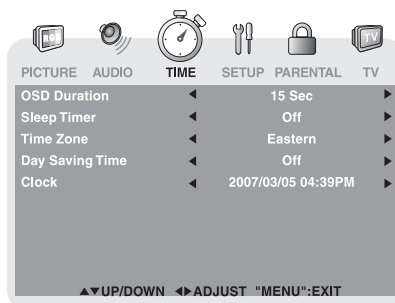 PICTURE AUDIO TIME SETUP PARENTAL TV
OSD Duration ◀ 15 Sec ▶
Sleep Timer ◀ Off ▶
Time Zone ◀ Eastern ▶
Day Saving Time ◀ Off ▶
Clock ◀ 2007/03/05 04:39PM ▶
▲▼UP/DOWN ◀▶ADJUST "MENU":EXIT